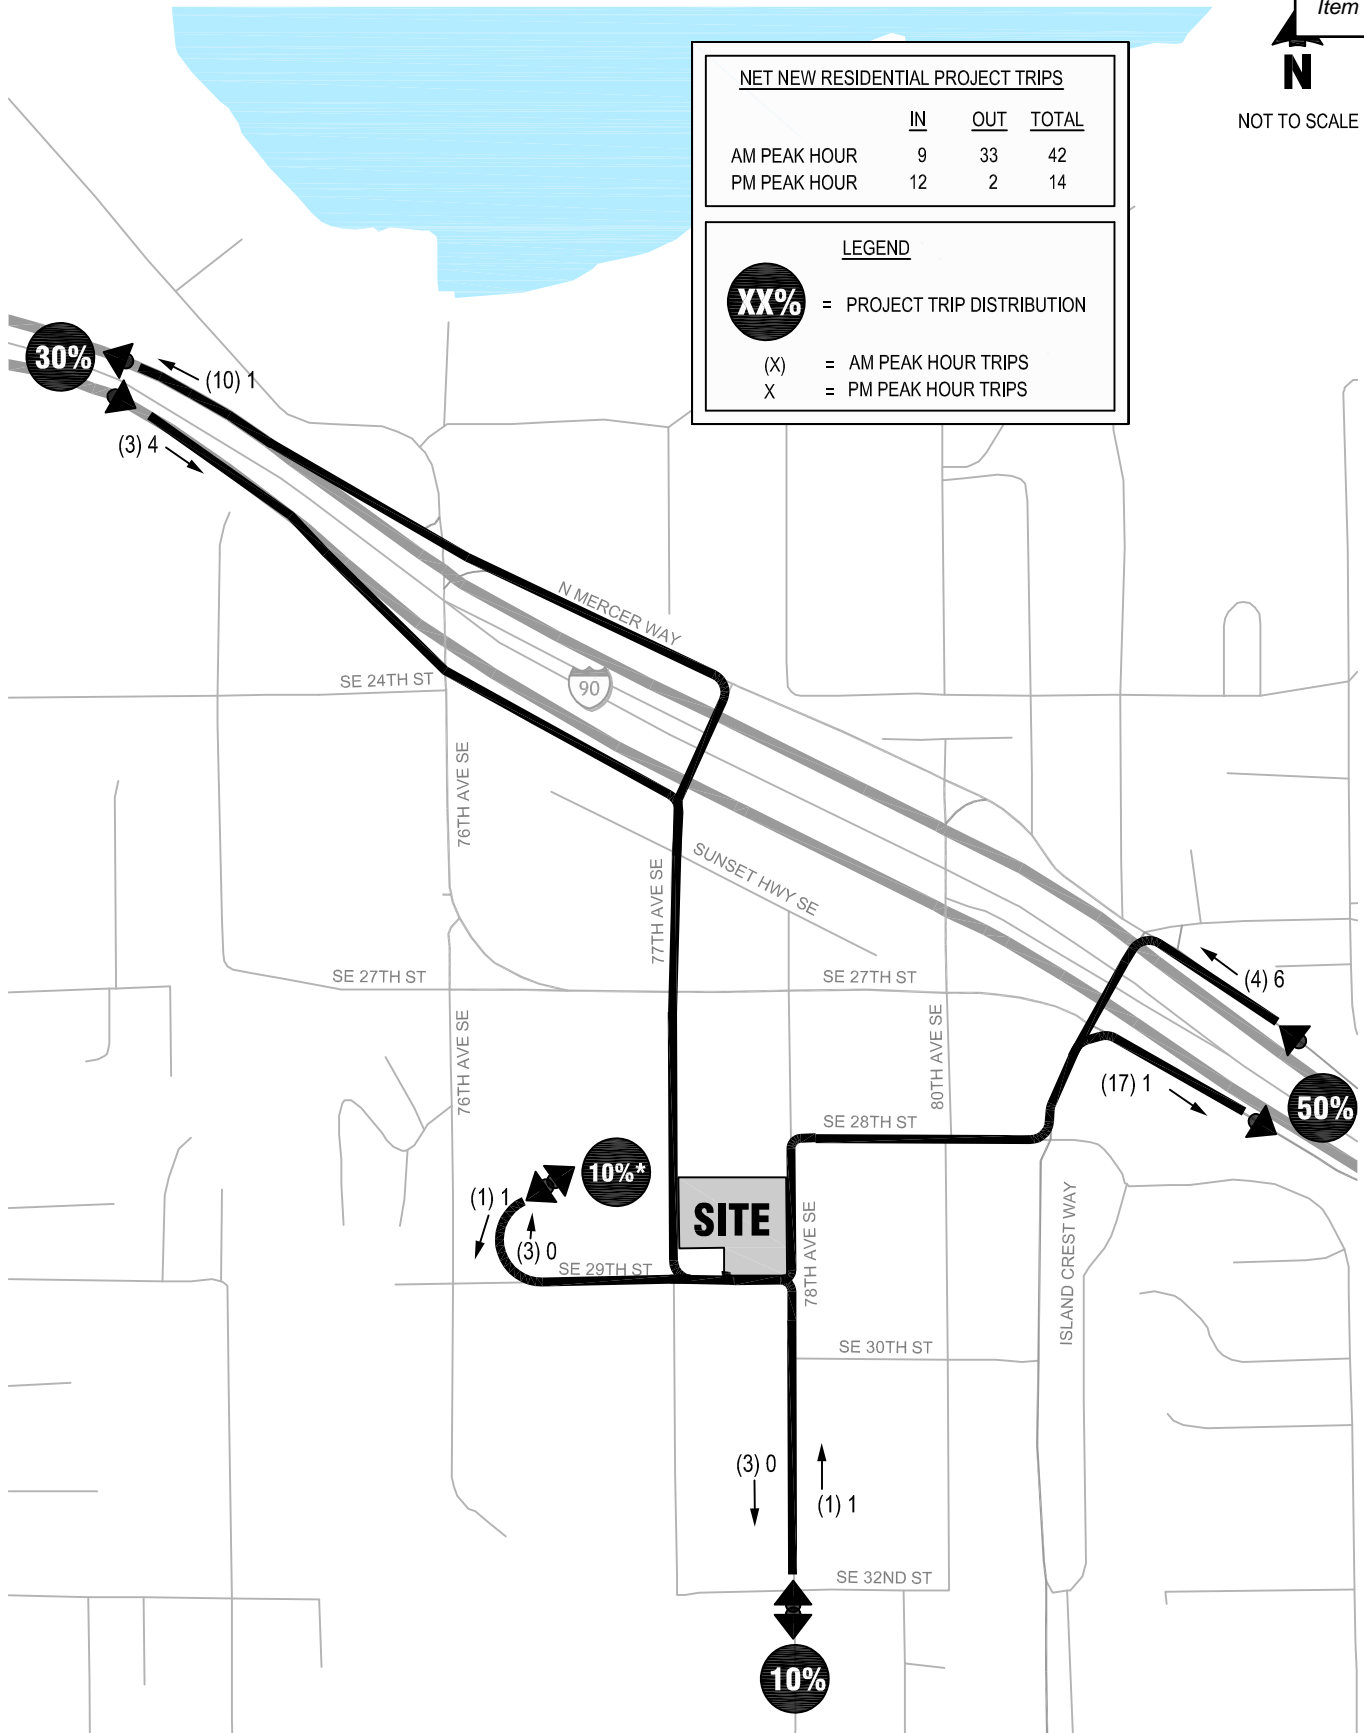 Item
N
NOT TO SCALE
NET NEW RESIDENTIAL PROJECT TRIPS
IN OUT TOTAL
AM PEAK HOUR 9 33 42
PM PEAK HOUR 12 2 14
LEGEND
XX% = PROJECT TRIP DISTRIBUTION
(X) = AM PEAK HOUR TRIPS
X = PM PEAK HOUR TRIPS
30%
(10) 1
(3) 4
N MERCER WAY
SE 24TH ST
90
76TH AVE SE
SUNSET HWY SE
77TH AVE SE
SE 27TH ST
SE 27TH ST
(4) 6
76TH AVE SE
80TH AVE SE
(17) 1
50%
SE 28TH ST
10%*
(1) 1
SITE
(3) 0
SE 29TH ST
78TH AVE SE
ISLAND CREST WAY
SE 30TH ST
(3) 0
(1) 1
SE 32ND ST
10%